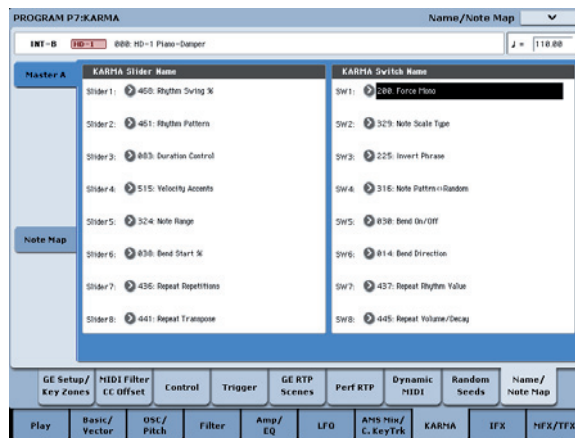 PROGRAM P7:KARMA Name/Note Map
INT-B HD-1 000: HD-1 Piano-Damper ♩ = 110.00
Master A
Note Map
KARMA Slider Name
Slider1: 460: Rhythm Swing %
Slider2: 461: Rhythm Pattern
Slider3: 003: Duration Control
Slider4: 515: Velocity Accents
Slider5: 324: Note Range
Slider6: 030: Bend Start %
Slider7: 436: Repeat Repetitions
Slider8: 441: Repeat Transpose
KARMA Switch Name
SW1: 200: Force Mono
SW2: 329: Note Scale Type
SW3: 225: Invert Phrase
SW4: 316: Note Pattrn<>Random
SW5: 030: Bend On/Off
SW6: 014: Bend Direction
SW7: 437: Repeat Rhythm Value
SW8: 445: Repeat Volume/Decay
GE Setup/ Key Zones
MIDI Filter CC Offset
Control
Trigger
GE RTP Scenes
Perf RTP
Dynamic MIDI
Random Seeds
Name/ Note Map
Play
Basic/ Vector
OSC/ Pitch
Filter
Amp/ EQ
LFO
AMS Mix/ C.KeyTrk
KARMA
IFX
MFX/TFX